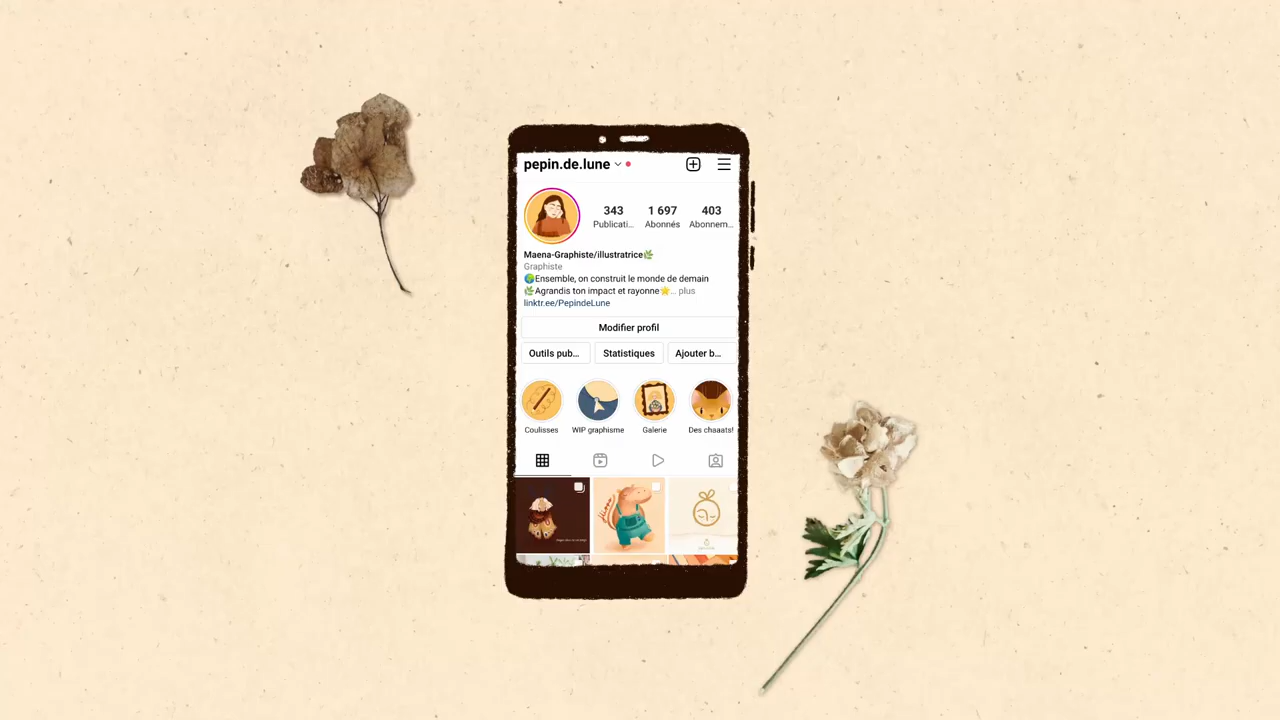 pepin.de.lune
343 1 697 403
Publicati... Abonnés Abonnem...
Maena-Graphiste/illustratrice🌿
Graphiste
🌍Ensemble, on construit le monde de demain
🌿Agrandis ton impact et rayonne⭐... plus
linktr.ee/PepindeLune
Modifier profil
Outils pub... Statistiques Ajouter b...
Coulisses WIP graphisme Galerie Des chaaats!